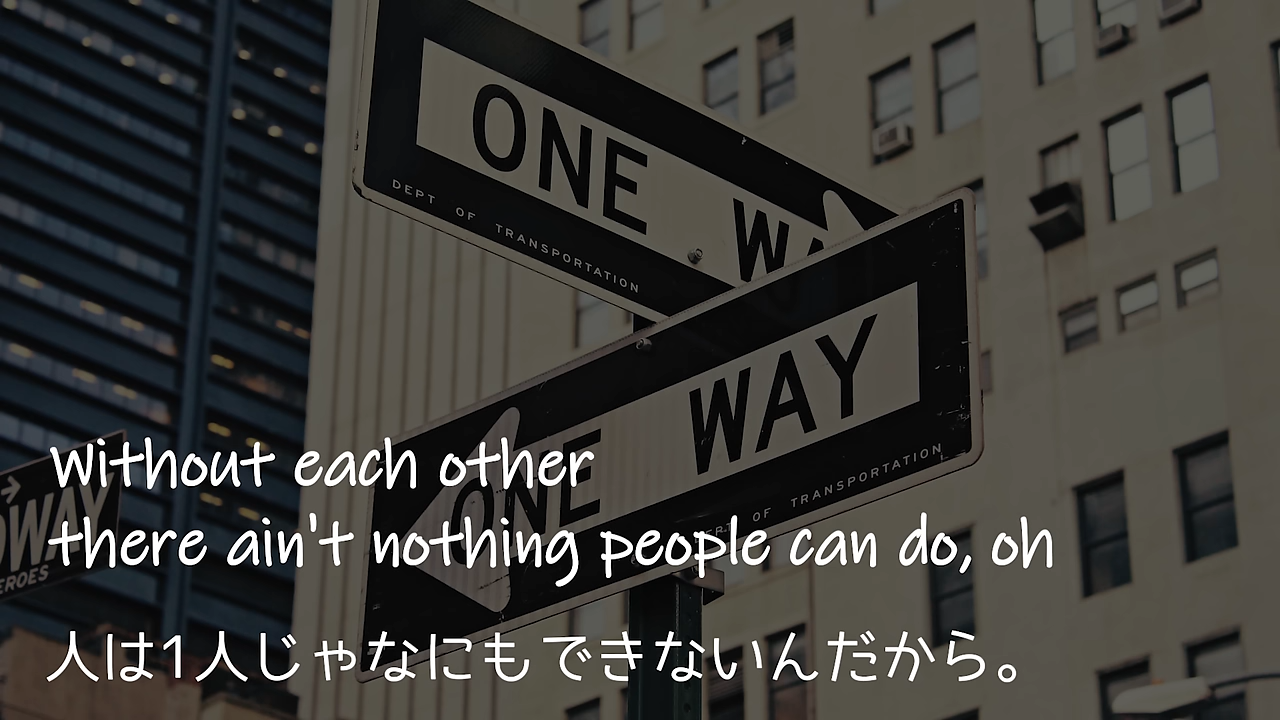 ONE WA
DEPT OF TRANSPORTATION
ONE WAY
OF TRANSPORTATION
WAY
EROES
Without each other
there ain't nothing people can do, oh
人は1人じゃなにもできないんだから。